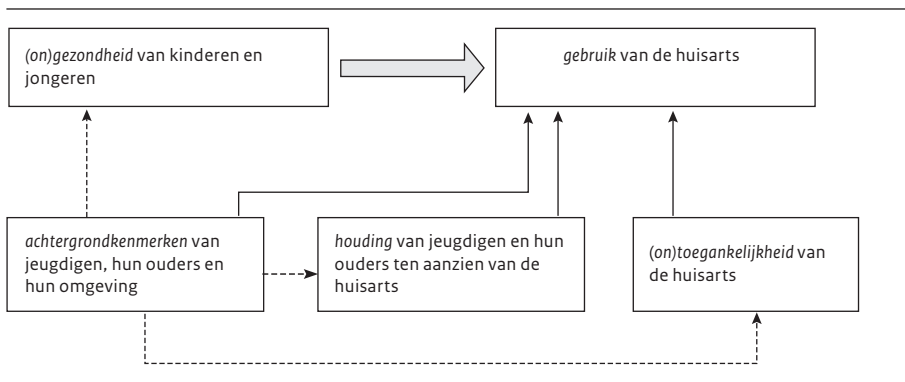 (on)gezondheid van kinderen en
jongeren
gebruik van de huisarts
achtergrondkenmerken van
jeugdigen, hun ouders en
hun omgeving
houding van jeugdigen en hun
ouders ten aanzien van de
huisarts
(on)toegankelijkheid van
de huisarts